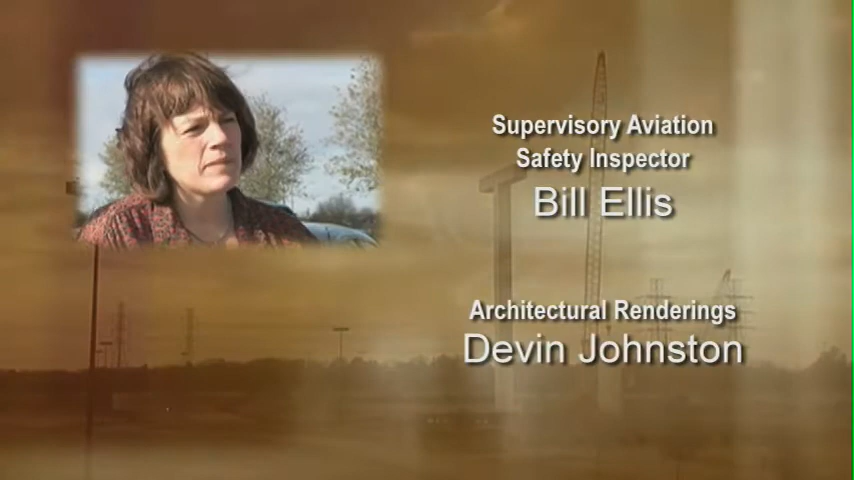 Supervisory Aviation
Safety Inspector
Bill Ellis
Architectural Renderings
Devin Johnston